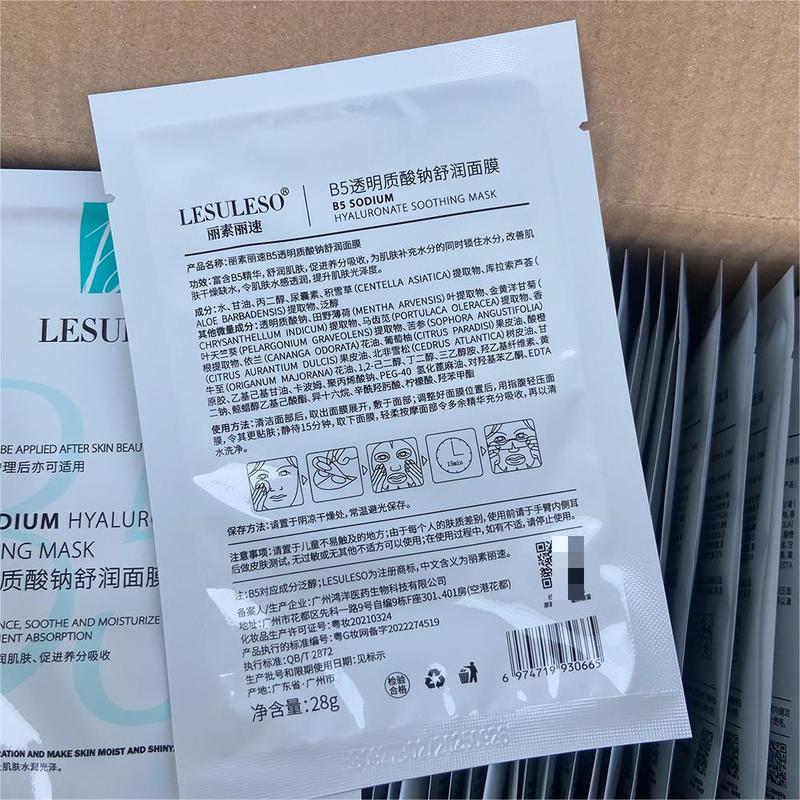 LESULESO®
丽素丽速
B5透明质酸钠舒润面膜
B5 SODIUM
HYALURONATE SOOTHING MASK
产品名称:丽素丽速B5透明质酸钠舒润面膜
功效:富含B5精华,舒润肌肤,促进养分吸收,为肌肤补充水分的同时锁住水分,改善肌
肤干燥缺水,令肌肤水感透润,提升肌肤光泽度。
成分:水、甘油、丙二醇、尿囊素、积雪草(CENTELLA ASIATICA)提取物、库拉索芦荟(
ALOE BARBADENSIS)提取物、泛醇
其他微量成分:透明质酸钠、田野薄荷(MENTHA ARVENSIS)叶提取物、金黄洋甘菊(
CHRYSANTHELLUM INDICUM)提取物、马齿苋(PORTULACA OLERACEA)提取物、香
叶天竺葵(PELARGONIUM GRAVEOLENS)提取物、苦参(SOPHORA ANGUSTIFOLIA)
根提取物、依兰(CANANGA ODORATA)花油、葡萄柚(CITRUS PARADISI)果皮油、酸橙
(CITRUS AURANTIUM DULCIS)果皮油、北非雪松(CEDRUS ATLANTICA)树皮油、甘
牛至(ORIGANUM MAJORANA)花油、1,2-己二醇、丁二醇、三乙醇胺、羟乙基纤维素、黄
原胶、乙基己基甘油、卡波姆、聚丙烯酸钠、PEG-40 氢化蓖麻油、对羟基苯乙酮、EDTA
二钠、鲸蜡醇乙基己酸酯、异十六烷、辛酰羟肟酸、柠檬酸、羟苯甲酯
使用方法:清洁面部后,取出面膜展开,敷于面部;调整好面膜位置后,用指腹轻压面
膜,令其更贴肤;静待15分钟,取下面膜,轻柔按摩面部令多余精华充分吸收,再以清
水洗净。
15min
保存方法:请置于阴凉干燥处,常温避光保存。
注意事项:请置于儿童不易触及的地方;由于每个人的肤质差别,使用前请于手臂内侧耳
后做皮肤测试,无过敏或无其他不适方可以使用;在使用过程中,如有不适,请停止使用。
注:B5对应成分泛醇;LESULESO为注册商标,中文含义为丽素丽速。
备案人/生产企业:广州鸿洋医药生物科技有限公司
地址:广州市花都区先科一路9号自编9栋F座301、401房(空港花都)
化妆品生产许可证号:粤妆20210324
产品执行的标准编号:粤G妆网备字2022274519
执行标准:QB/T 2872
生产批号和限期使用日期:见标示
产地:广东省·广州市
净含量:28g
检验
合格
6 974719 930665
LESUL
BE APPLIED AFTER SKIN BEAU
护理后亦可适用
DIUM HYALUR
ING MASK
质酸钠舒润面膜
NCE, SOOTHE AND MOISTURIZE
ENT ABSORPTION
润肌肤、促进养分吸收
RATION AND MAKE SKIN MOIST AND SHINY.
肌肤水润光泽。